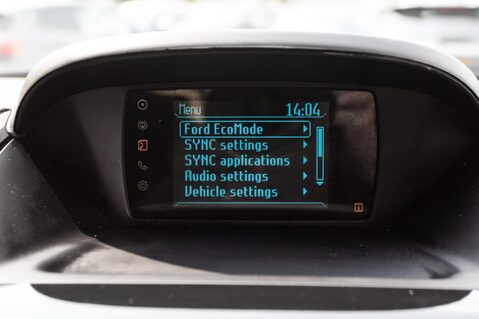 Menu 14:04
Ford EcoMode
SYNC settings
SYNC applications
Audio settings
Vehicle settings